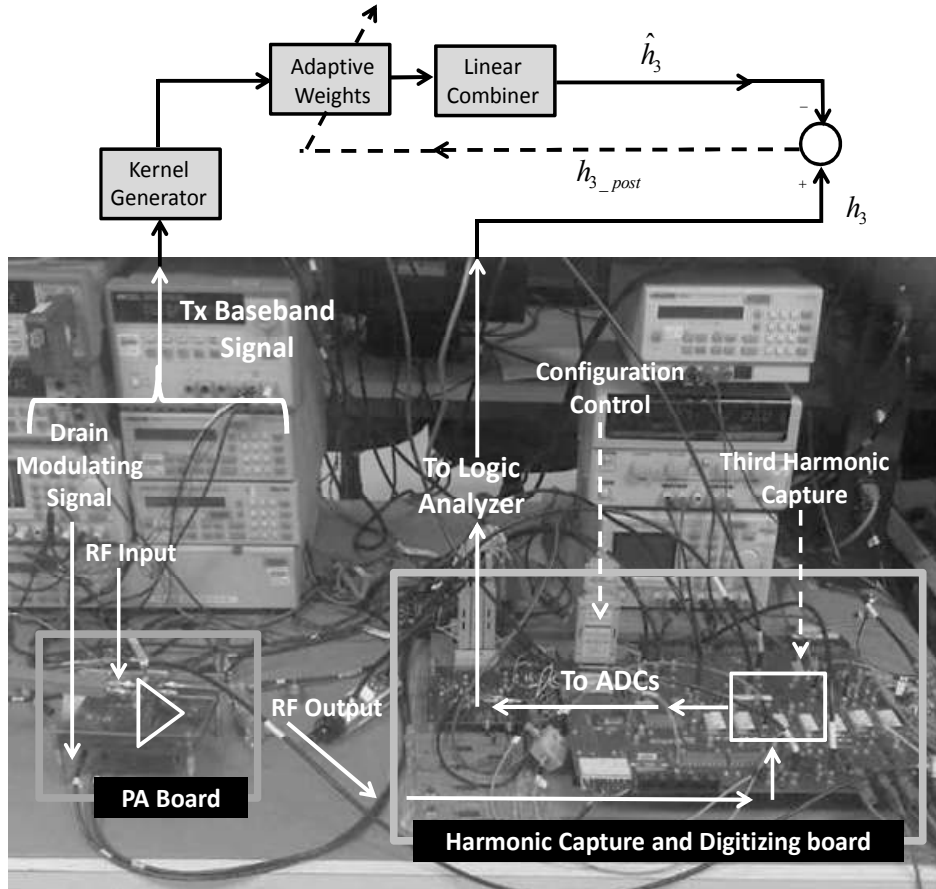 Adaptive
Weights
Linear
Combiner
ĥ₃
−
Kernel
Generator
h₃_post
+
h₃
Tx Baseband
Signal
Configuration
Control
Drain
Modulating
Signal
To Logic
Analyzer
Third Harmonic
Capture
RF Input
To ADCs
RF Output
PA Board
Harmonic Capture and Digitizing board